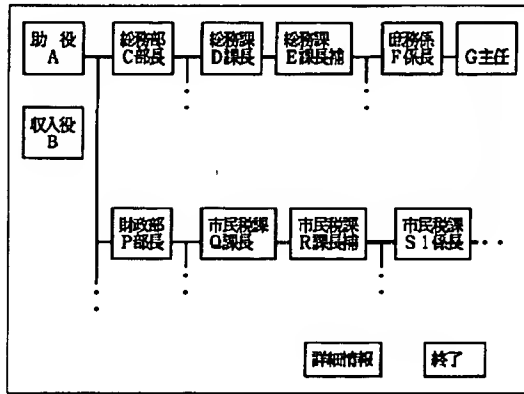 助 役
A
総務部
C部長
総務課
D課長
総務課
E課長補
庶務係
F係長
G主任
収入役
B
財政部
P部長
市民税課
Q課長
市民税課
R課長補
市民税課
S1係長
詳細情報
終了